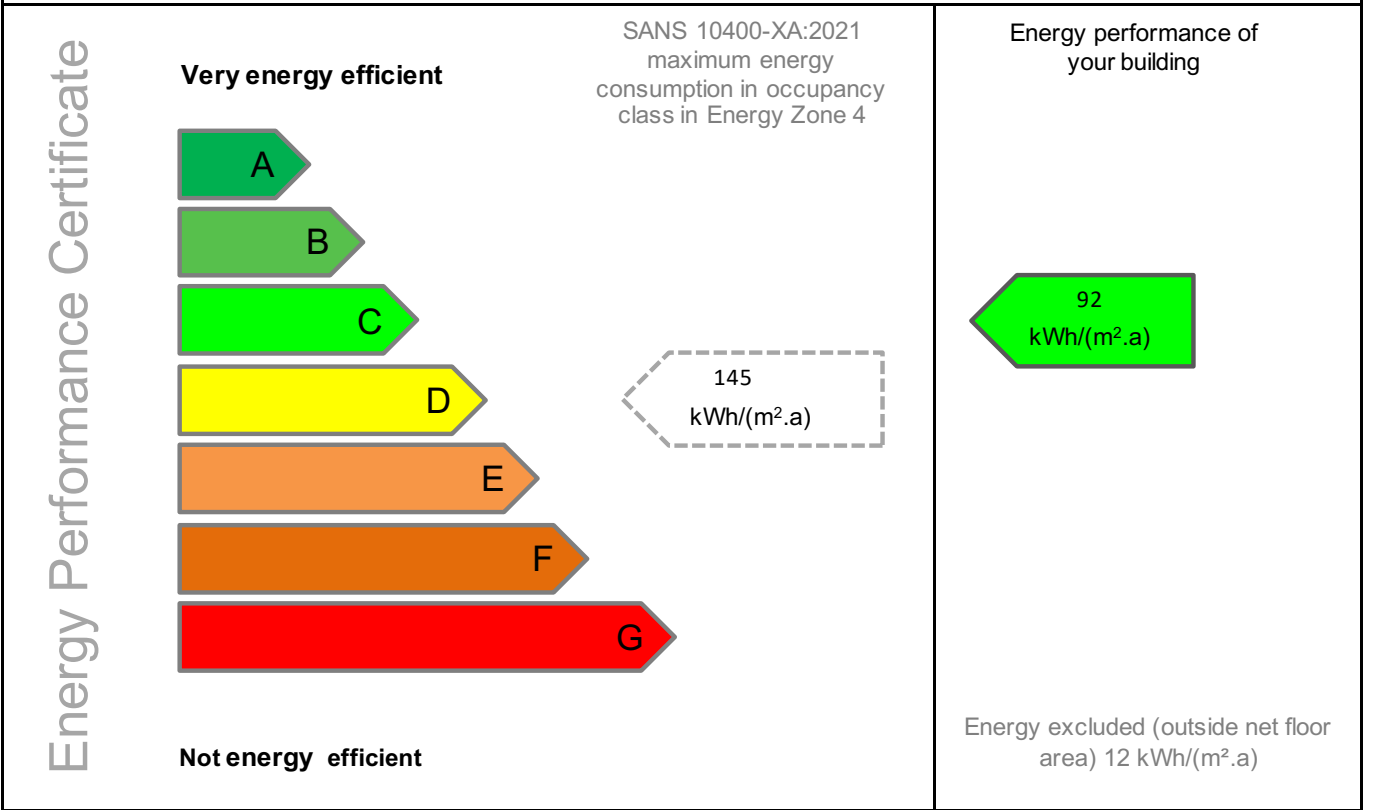 Energy Performance Certificate
Very energy efficient
SANS 10400-XA:2021
maximum energy
consumption in occupancy
class in Energy Zone 4
A
B
C
D
E
F
G
145
kWh/(m².a)
Not energy efficient
Energy performance of
your building
92
kWh/(m².a)
Energy excluded (outside net floor
area) 12 kWh/(m².a)